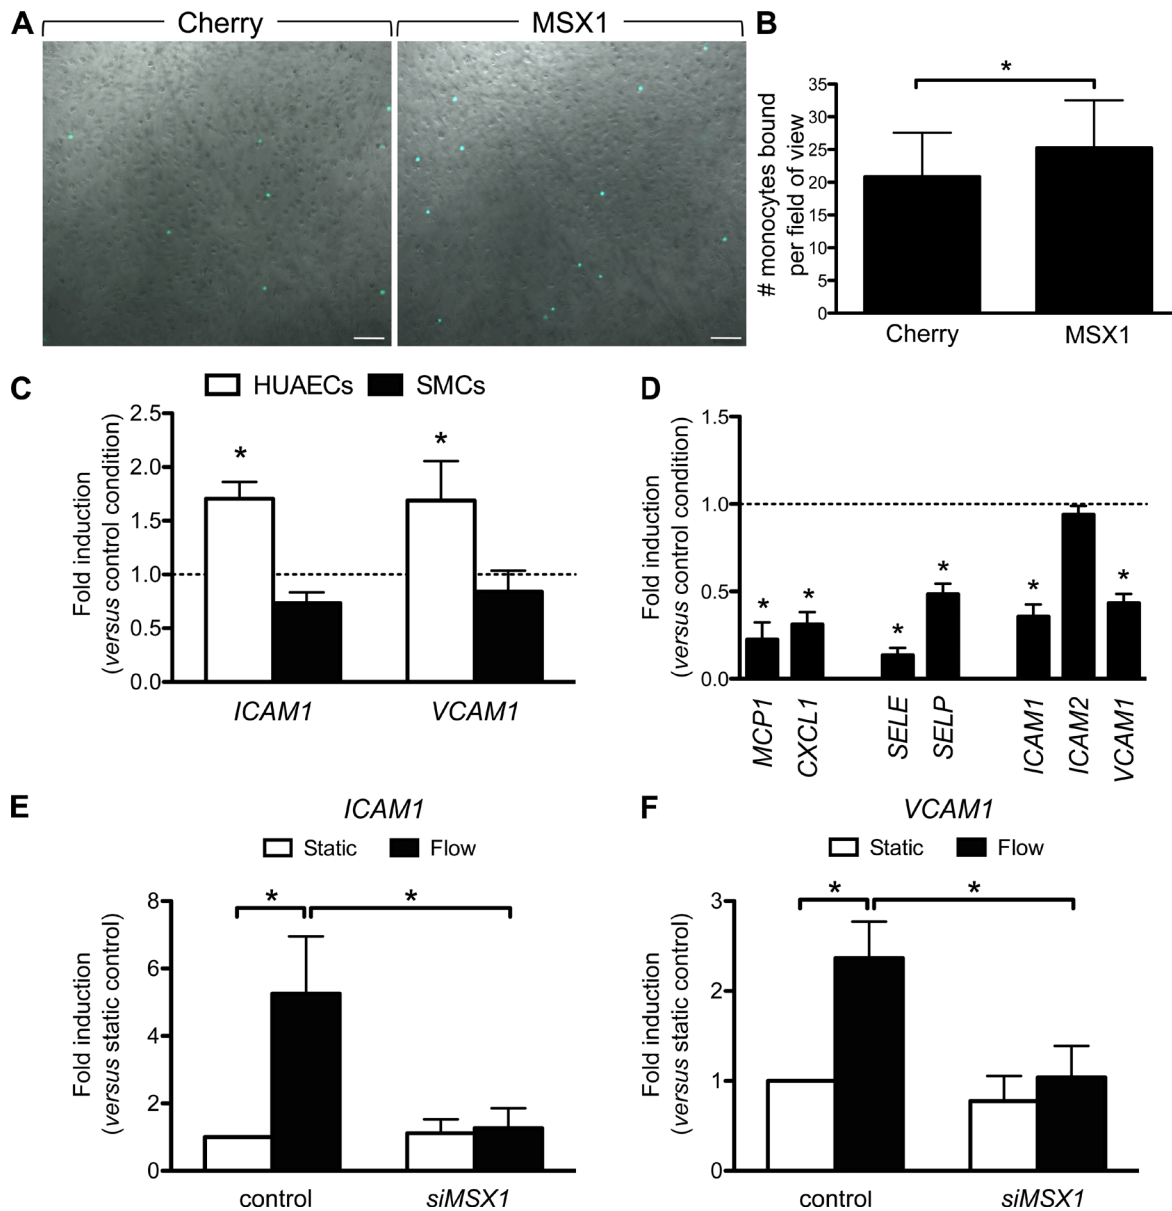 A
Cherry
MSX1
B
*
# monocytes bound
per field of view
35
30
25
20
15
10
5
0
Cherry
MSX1
C
HUAECs
SMCs
Fold induction
(versus control condition)
2.5
2.0
1.5
1.0
0.5
0.0
*
*
ICAM1
VCAM1
D
Fold induction
(versus control condition)
1.5
1.0
0.5
0.0
*
*
*
*
*
*
MCP1
CXCL1
SELE
SELP
ICAM1
ICAM2
VCAM1
E
ICAM1
Static
Flow
Fold induction
(versus static control)
8
6
4
2
0
*
*
control
siMSX1
F
VCAM1
Static
Flow
Fold induction
(versus static control)
3
2
1
0
*
*
control
siMSX1